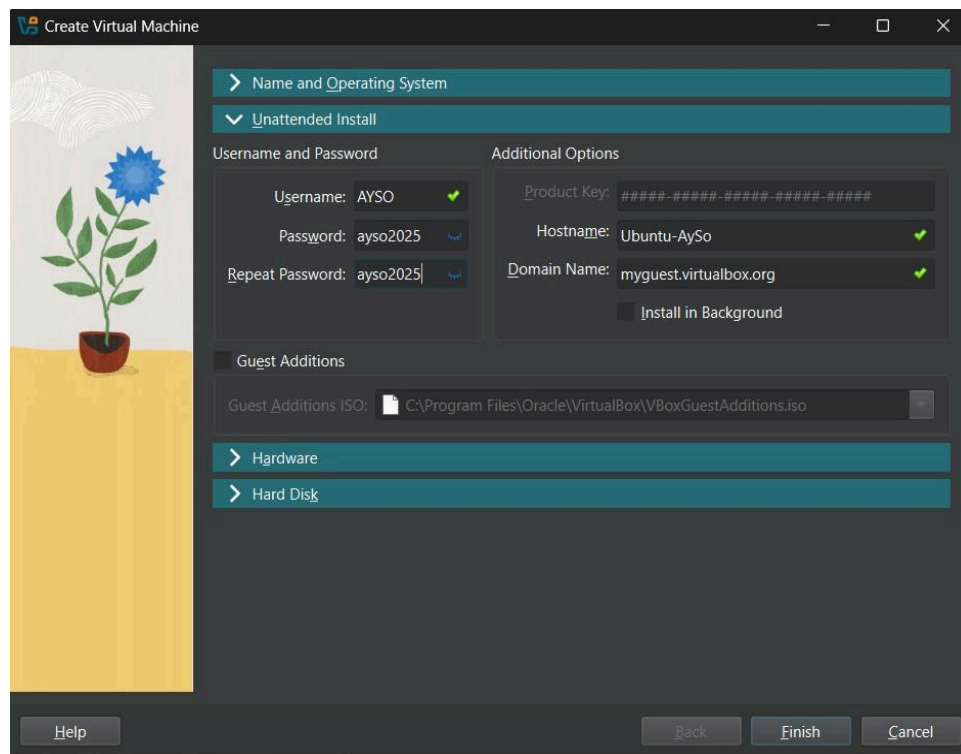 Create Virtual Machine
Name and Operating System
Unattended Install
Username and Password
Username: AYSO
Password: ayso2025
Repeat Password: ayso2025
Additional Options
Product Key: #####-#####-#####-#####-#####
Hostname: Ubuntu-AySo
Domain Name: myguest.virtualbox.org
Install in Background
Guest Additions
Guest Additions ISO: C:\Program Files\Oracle\VirtualBox\VBoxGuestAdditions.iso
Hardware
Hard Disk
Help
Back
Finish
Cancel